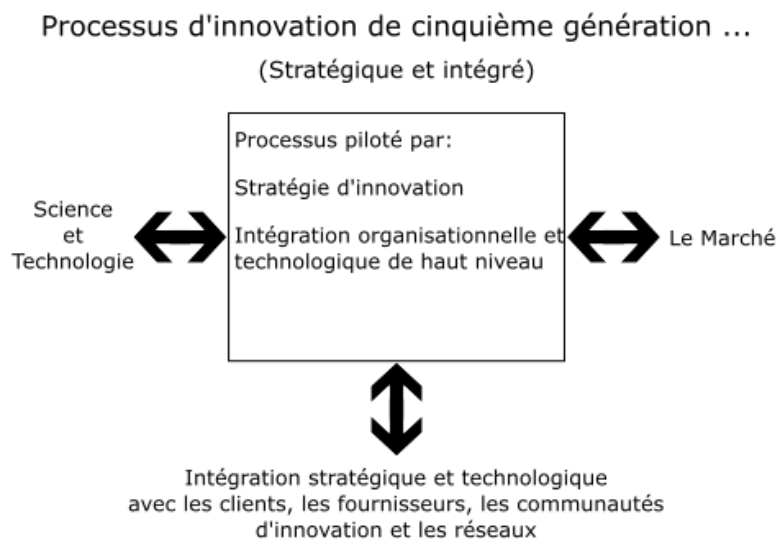 Processus d'innovation de cinquième génération ...
(Stratégique et intégré)
Processus piloté par:
Stratégie d'innovation
Intégration organisationnelle et
technologique de haut niveau
Science
et
Technologie
Le Marché
Intégration stratégique et technologique
avec les clients, les fournisseurs, les communautés
d'innovation et les réseaux